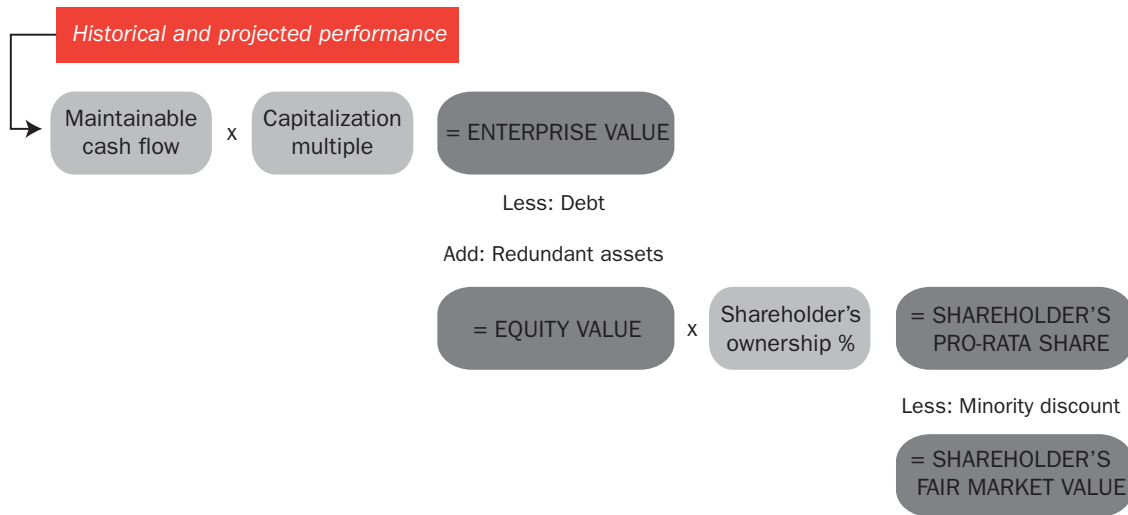 Historical and projected performance
Maintainable
cash flow
x
Capitalization
multiple
= ENTERPRISE VALUE
Less: Debt
Add: Redundant assets
= EQUITY VALUE
x
Shareholder’s
ownership %
= SHAREHOLDER’S
PRO-RATA SHARE
Less: Minority discount
= SHAREHOLDER’S
FAIR MARKET VALUE